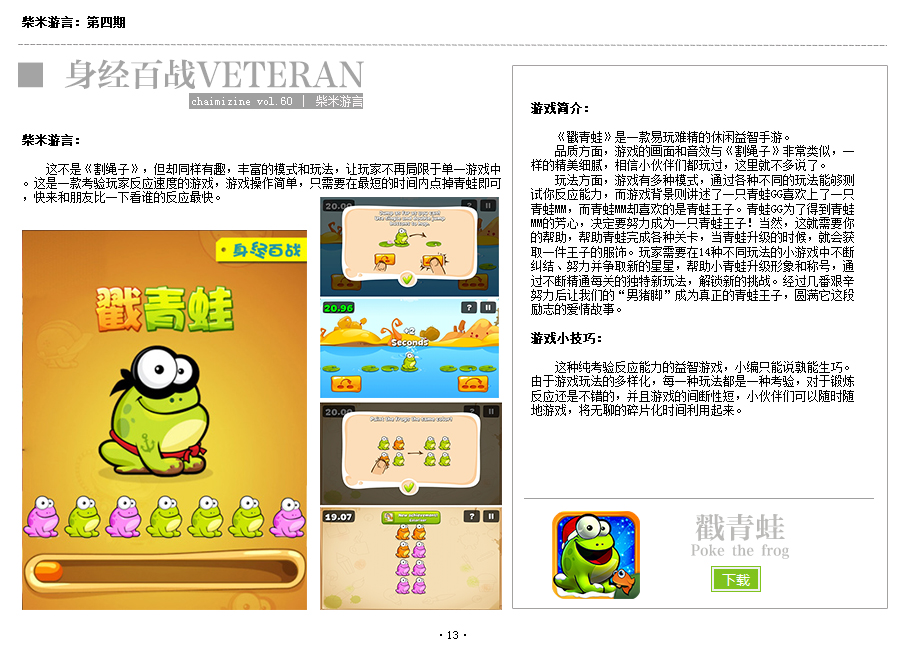 柴米游言：第四期
身经百战VETERAN
chaimizine vol.60 | 柴米游言
柴米游言：
这不是《割绳子》，但却同样有趣，丰富的模式和玩法，让玩家不再局限于单一游戏中
。这是一款考验玩家反应速度的游戏，游戏操作简单，只需要在最短的时间内点掉青蛙即可
，快来和朋友比一下看谁的反应最快。
身经百战
戳青蛙
20.00
? II
20.96
? II
+2
Seconds
20.00
? II
Paint the frogs the same color!
19.07
New achievement
? II
游戏简介：
《戳青蛙》是一款易玩难精的休闲益智手游。
品质方面，游戏的画面和音效与《割绳子》非常类似，一
样的精美细腻，相信小伙伴们都玩过，这里就不多说了。
玩法方面，游戏有多种模式，通过各种不同的玩法能够测
试你反应能力，而游戏背景则讲述了一只青蛙GG喜欢上了一只
青蛙MM，而青蛙MM却喜欢的是青蛙王子。青蛙GG为了得到青蛙
MM的芳心，决定要努力成为一只青蛙王子！当然，这就需要你
的帮助，帮助青蛙完成各种关卡，当青蛙升级的时候，就会获
取一件王子的服饰。玩家需要在14种不同玩法的小游戏中不断
纠结、努力并争取新的星星，帮助小青蛙升级形象和称号，通
过不断精通每关的独特新玩法，解锁新的挑战。经过几番艰辛
努力后让我们的“男猪脚”成为真正的青蛙王子，圆满它这段
励志的爱情故事。
游戏小技巧：
这种纯考验反应能力的益智游戏，小编只能说孰能生巧。
由于游戏玩法的多样化，每一种玩法都是一种考验，对于锻炼
反应还是不错的，并且游戏的间断性短，小伙伴们可以随时随
地游戏，将无聊的碎片化时间利用起来。
戳青蛙
Poke the frog
下载
·13·